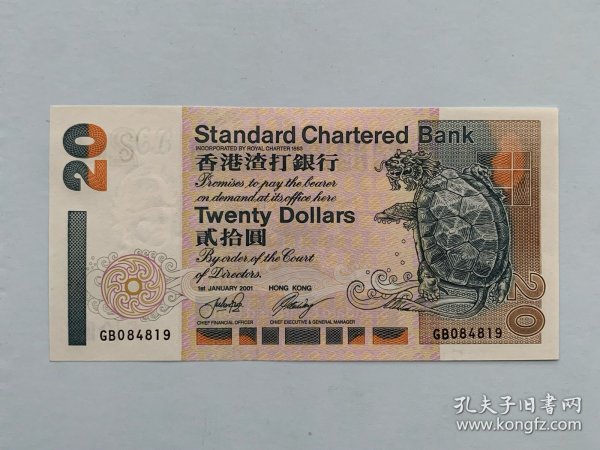 20
Standard Chartered Bank
INCORPORATED BY ROYAL CHARTER 1853
香港渣打銀行
Promises to pay the bearer
on demand at its office here
Twenty Dollars
貳拾圓
By order of the Court
of Directors.
1st JANUARY 2001 HONG KONG
CHIEF FINANCIAL OFFICER CHIEF EXECUTIVE & GENERAL MANAGER
GB084819
GB084819
20
孔夫子旧書网
www.kongfz.com